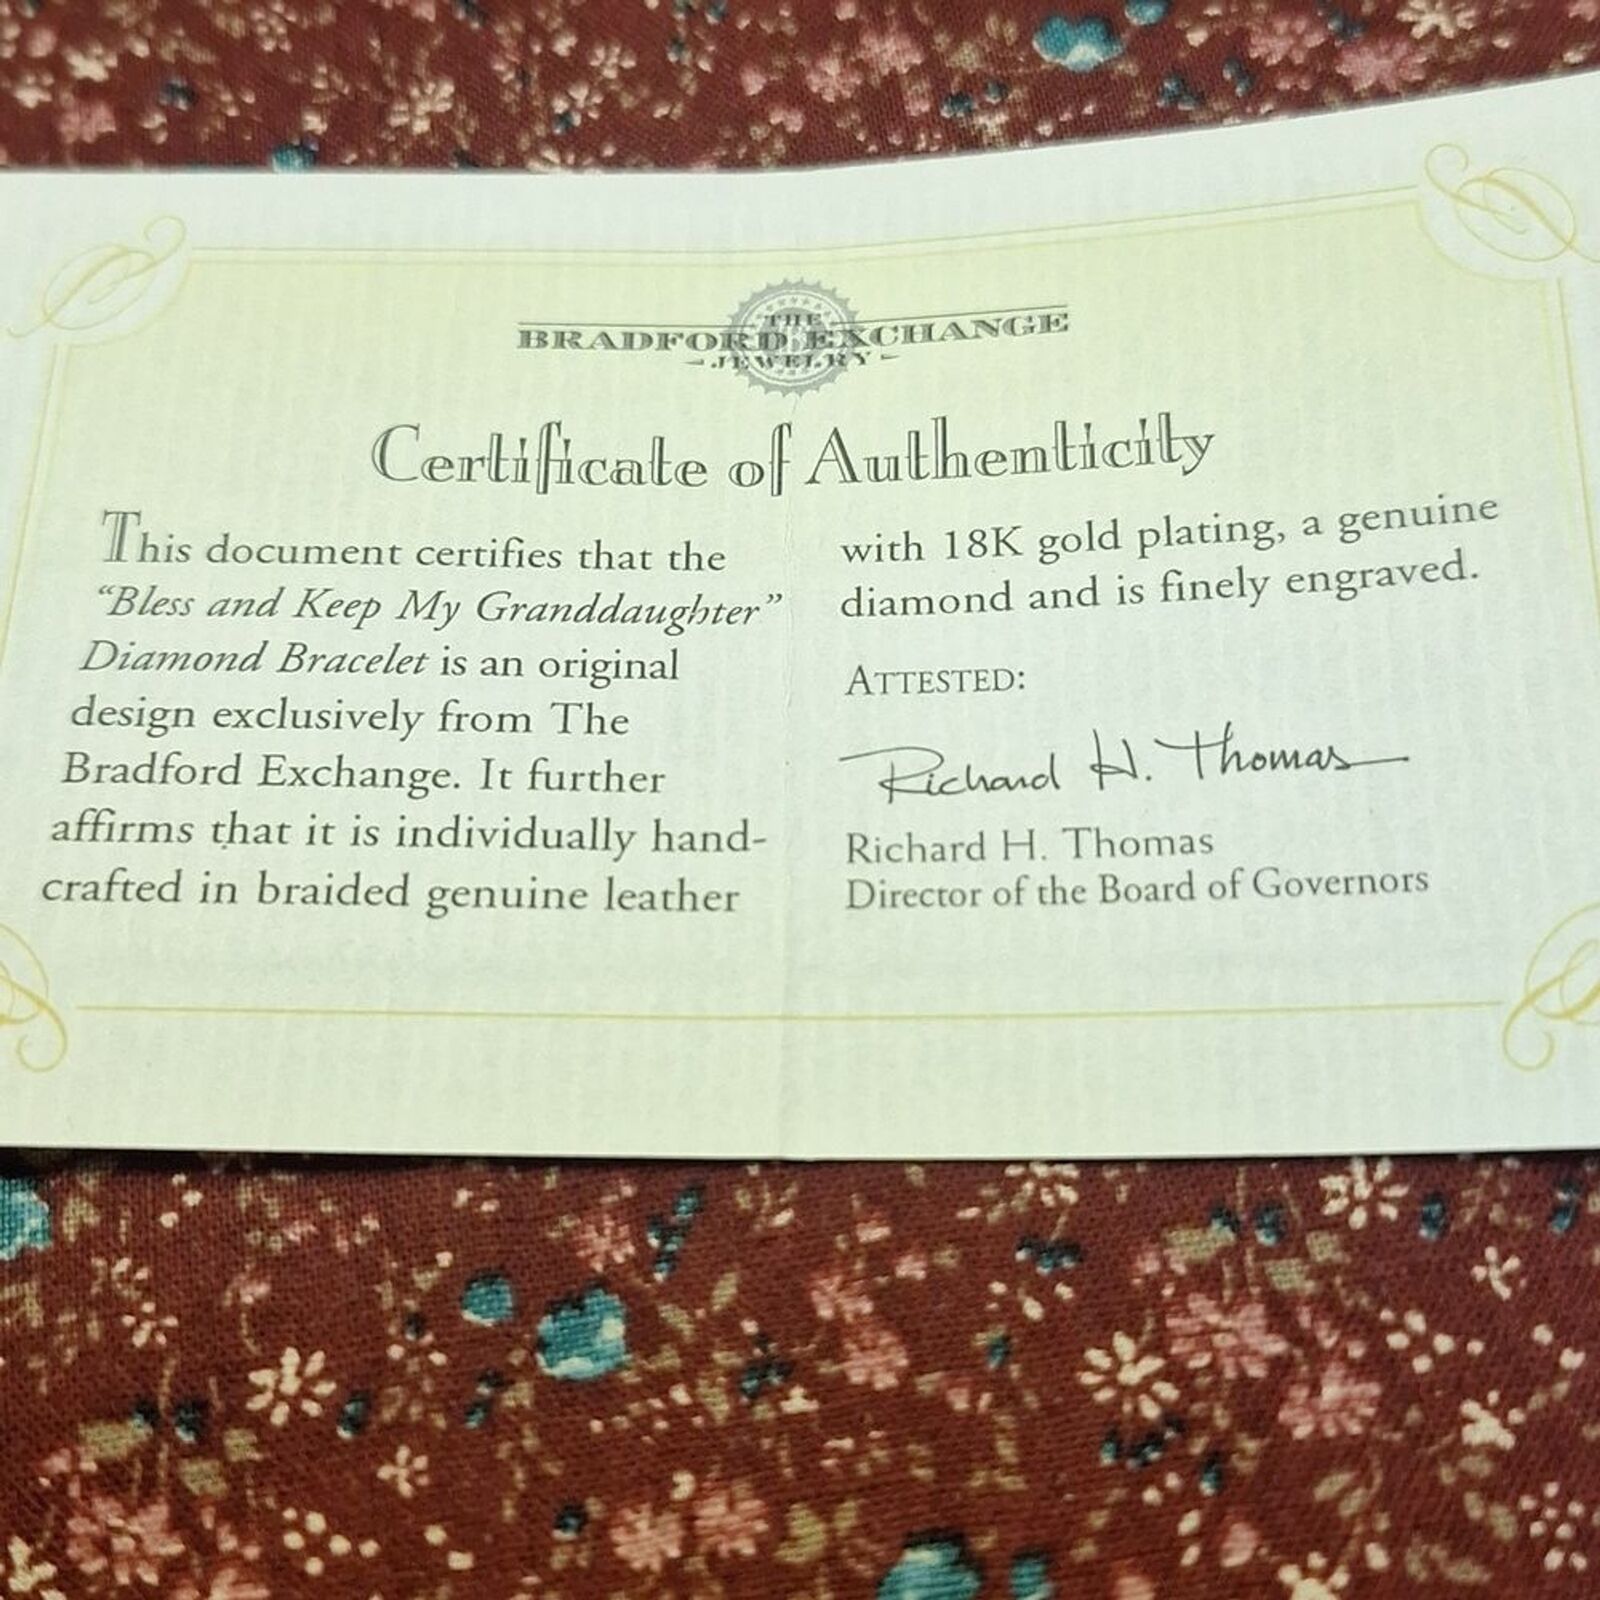 THE
BRADFORD EXCHANGE
JEWELRY
Certificate of Authenticity
This document certifies that the
“Bless and Keep My Granddaughter”
Diamond Bracelet is an original
design exclusively from The
Bradford Exchange. It further
affirms that it is individually hand-
crafted in braided genuine leather
with 18K gold plating, a genuine
diamond and is finely engraved.
ATTESTED:
Richard H. Thomas
Richard H. Thomas
Director of the Board of Governors